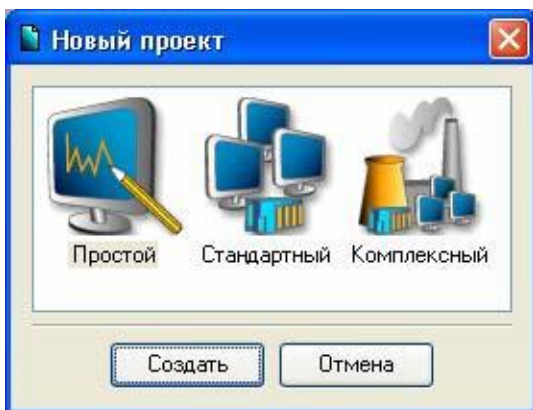 Новый проект
Простой Стандартный Комплексный
Создать Отмена